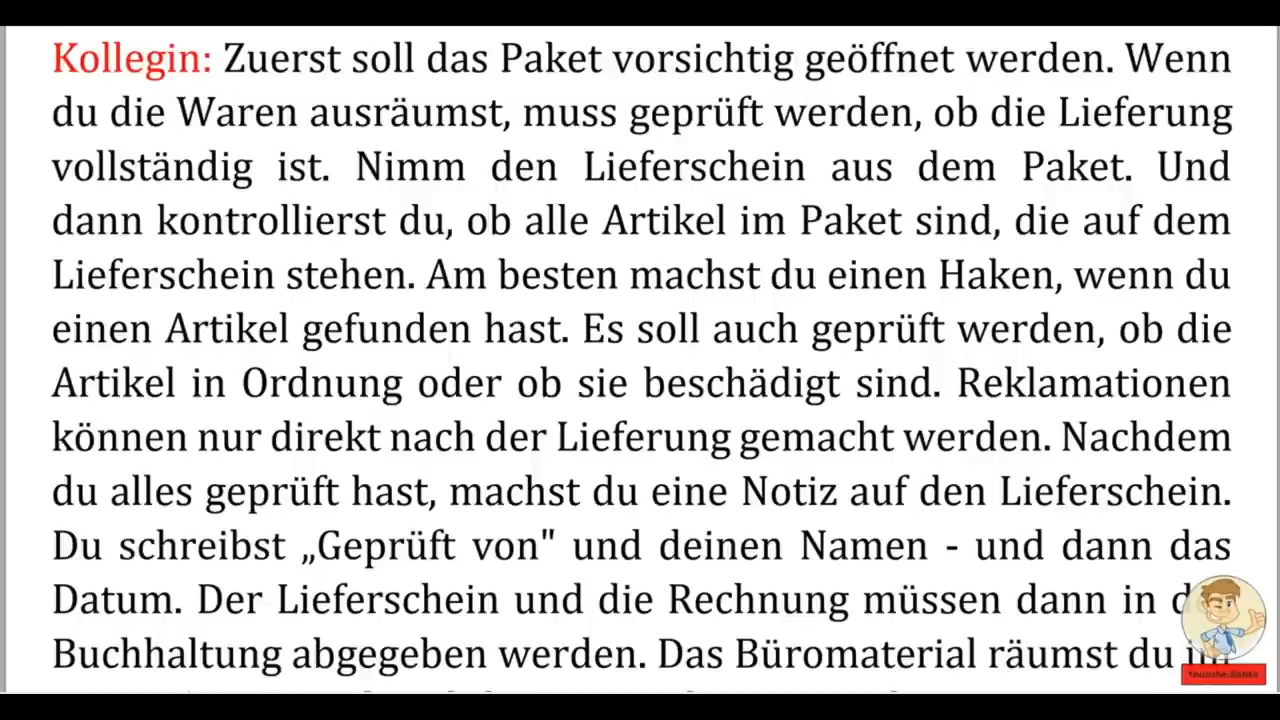 Kollegin: Zuerst soll das Paket vorsichtig geöffnet werden. Wenn
du die Waren ausräumst, muss geprüft werden, ob die Lieferung
vollständig ist. Nimm den Lieferschein aus dem Paket. Und
dann kontrollierst du, ob alle Artikel im Paket sind, die auf dem
Lieferschein stehen. Am besten machst du einen Haken, wenn du
einen Artikel gefunden hast. Es soll auch geprüft werden, ob die
Artikel in Ordnung oder ob sie beschädigt sind. Reklamationen
können nur direkt nach der Lieferung gemacht werden. Nachdem
du alles geprüft hast, machst du eine Notiz auf den Lieferschein.
Du schreibst „Geprüft von" und deinen Namen - und dann das
Datum. Der Lieferschein und die Rechnung müssen dann in
Buchhaltung abgegeben werden. Das Büromaterial räumst du